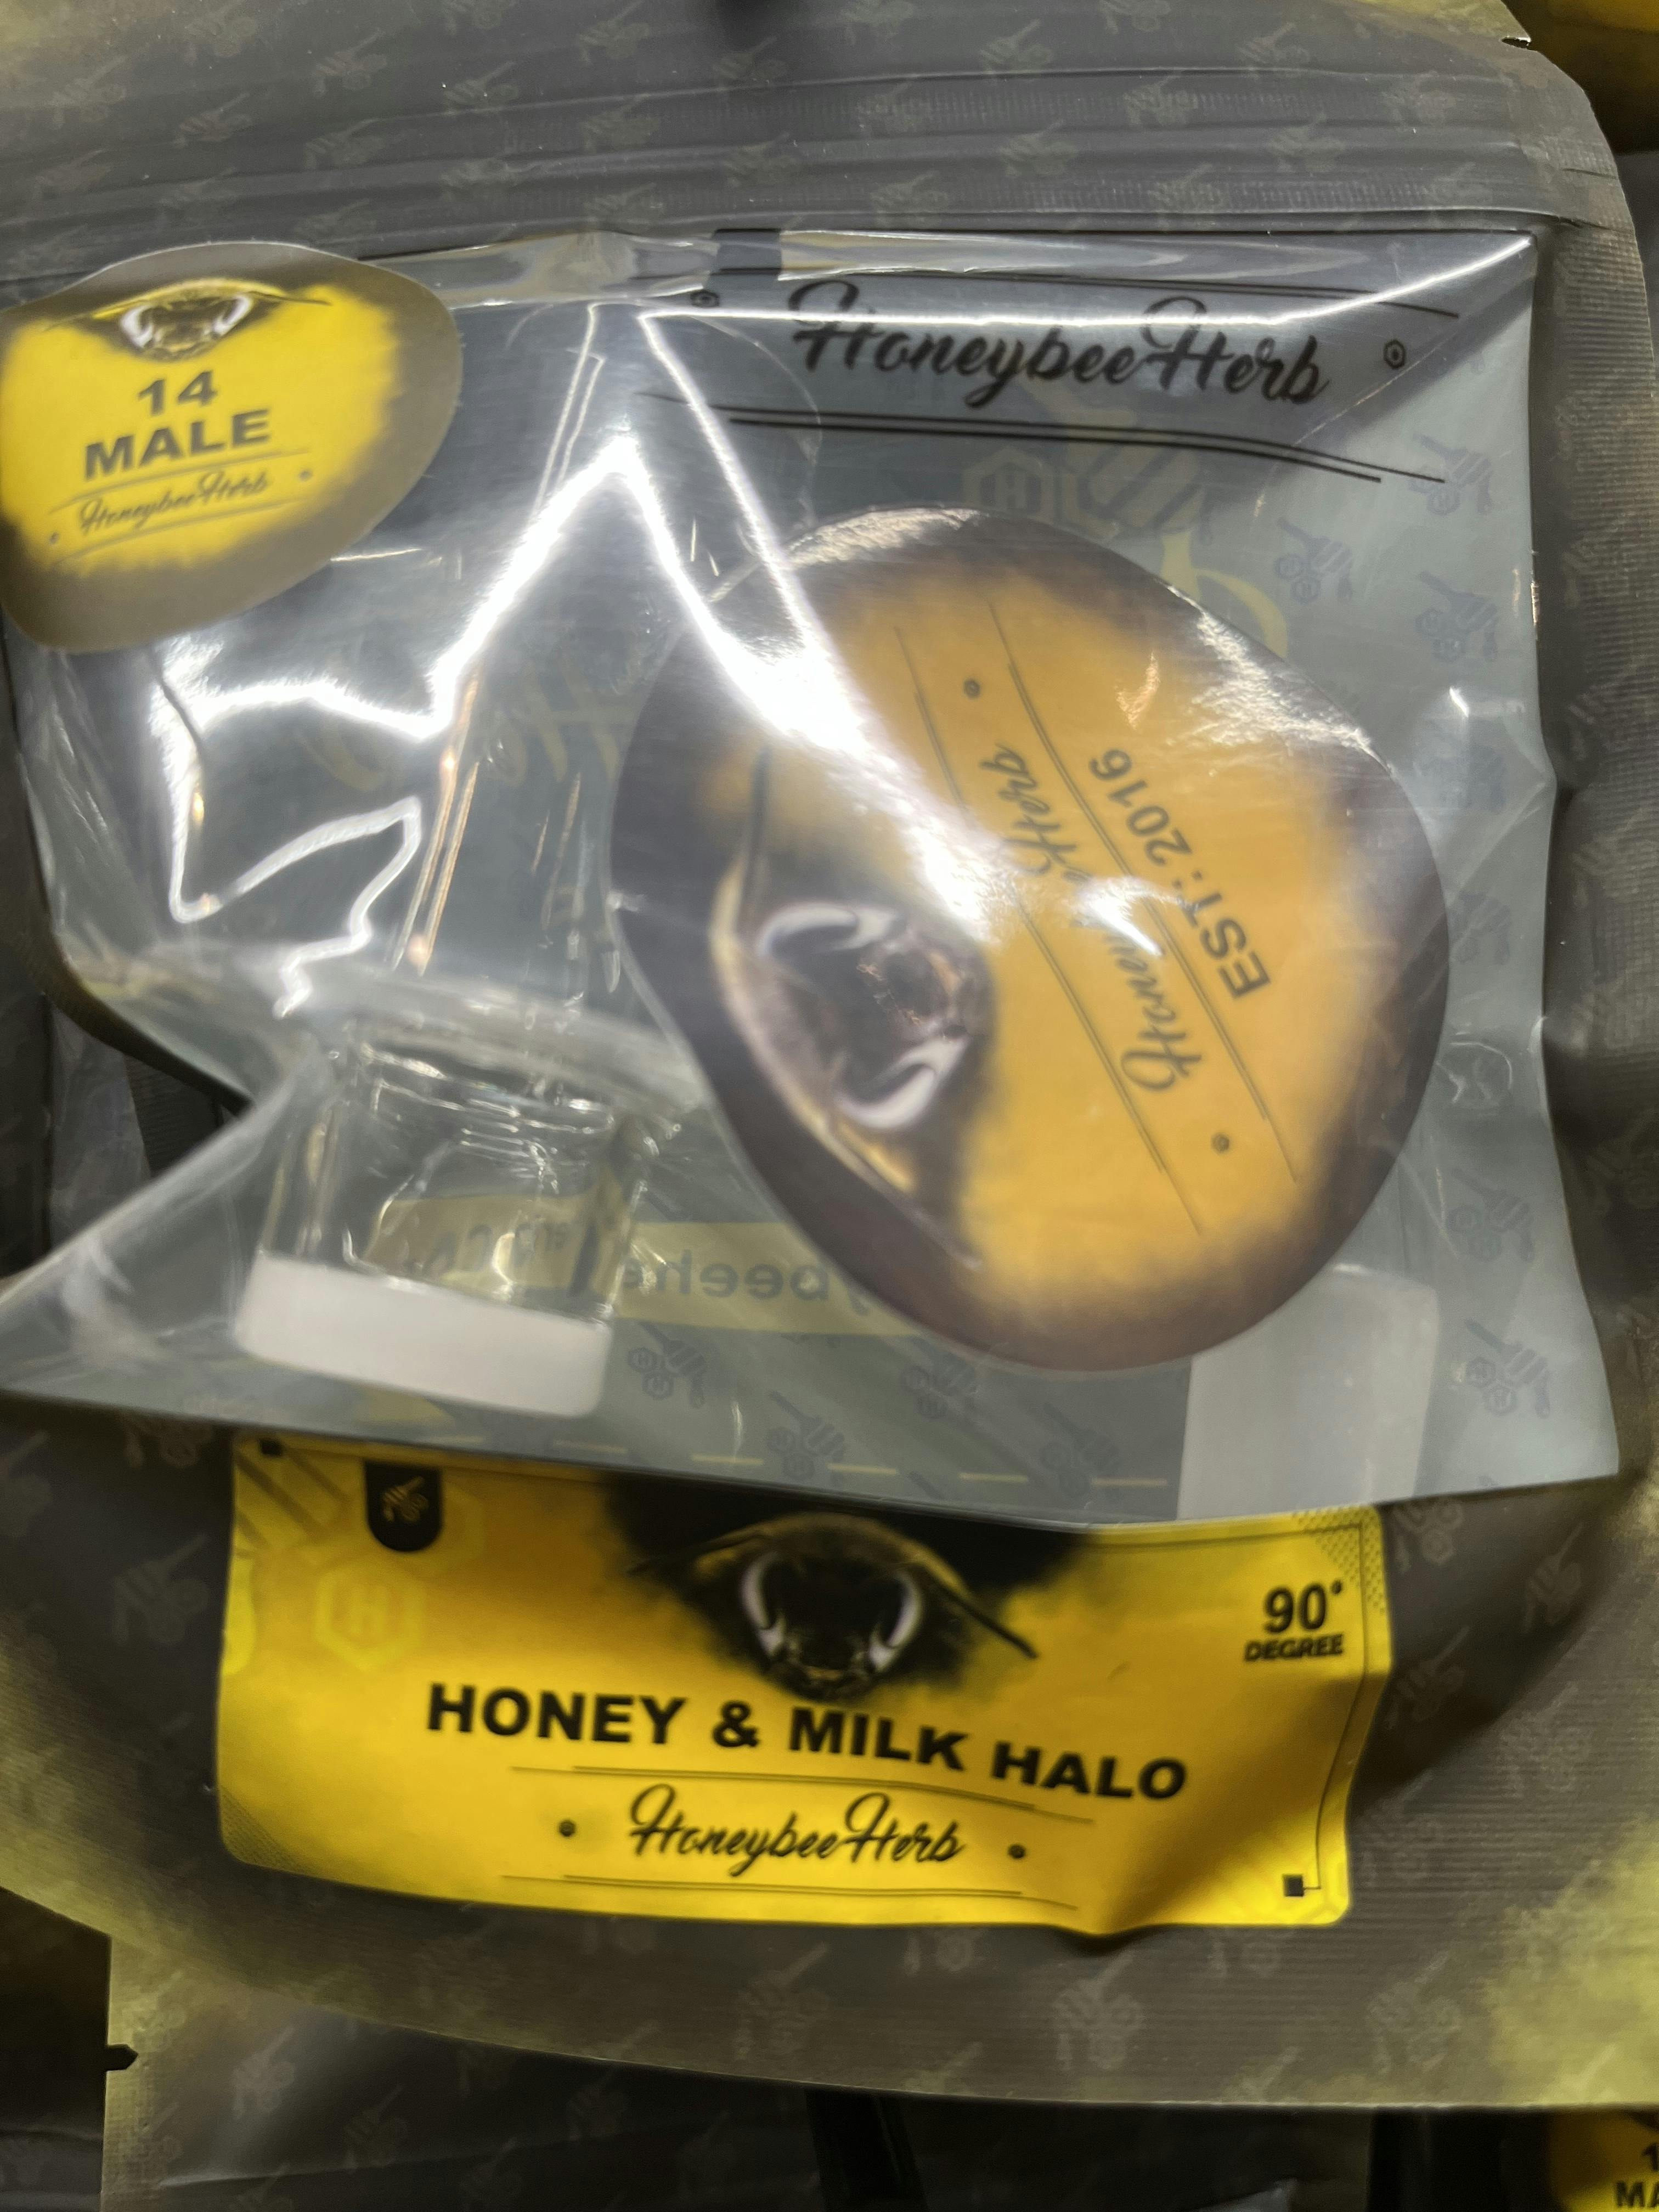 HoneybeeHerb
14
MALE
HoneybeeHerb
HoneybeeHerb
EST: 2016
90°
DEGREE
HONEY & MILK HALO
HoneybeeHerb